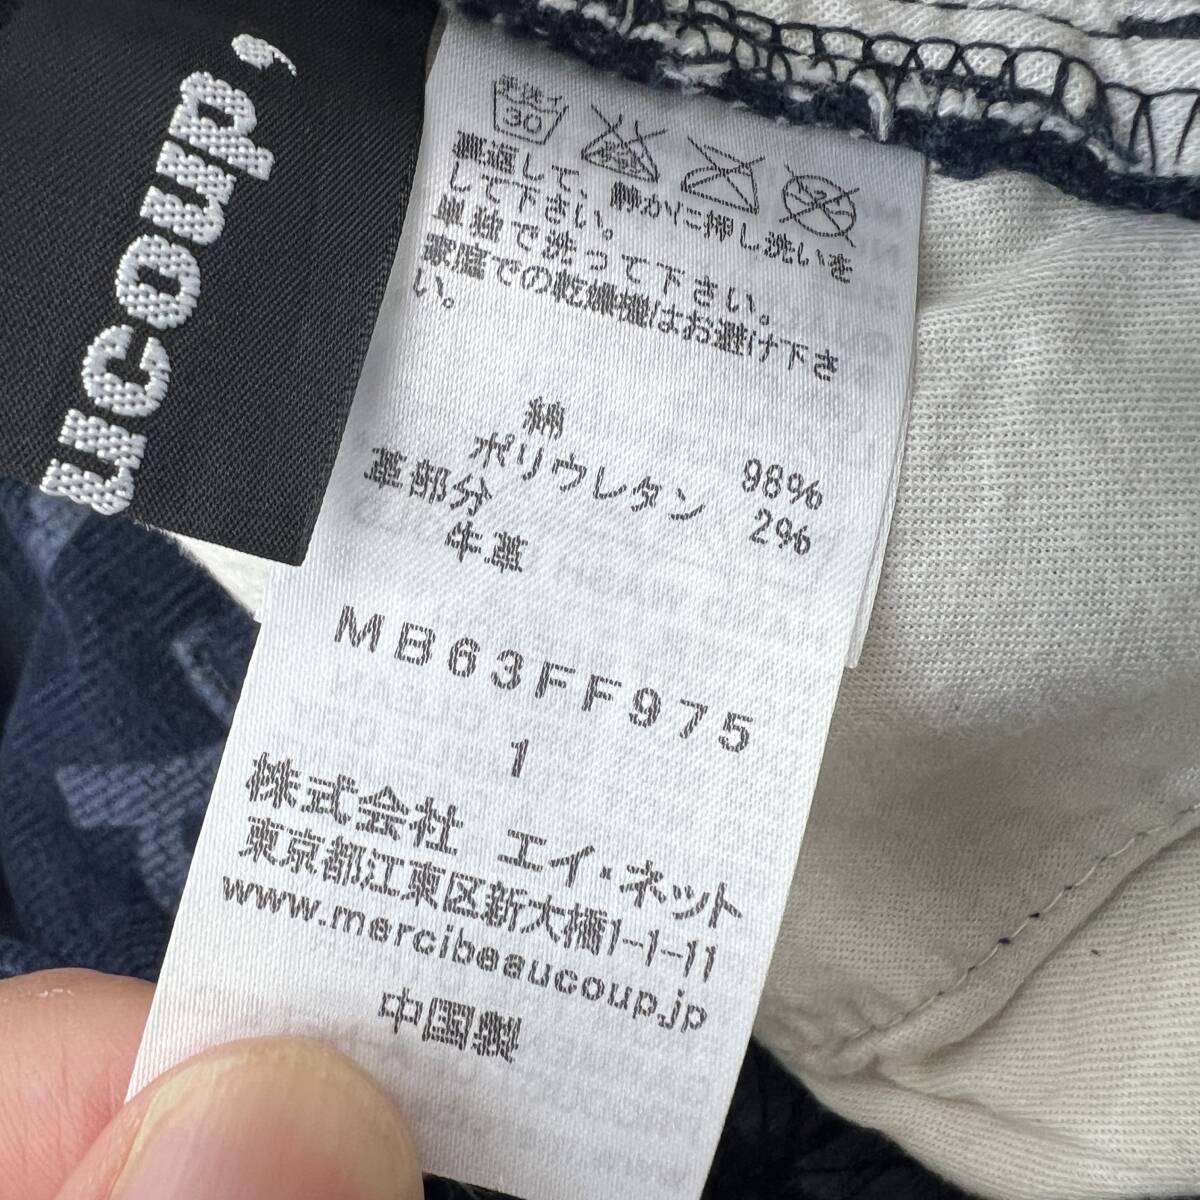 ucoup,
手洗イ
30
裏返して、静かに押し洗いを
して下さい。
単独で洗って下さい。
家庭での乾燥機はお避け下さ
い。
綿 98%
ポリウレタン 2%
革部分
牛革
MB63FF975
1
株式会社 エイ・ネット
東京都江東区新大橋1-1-11
www.mercibeaucoup.jp
中国製